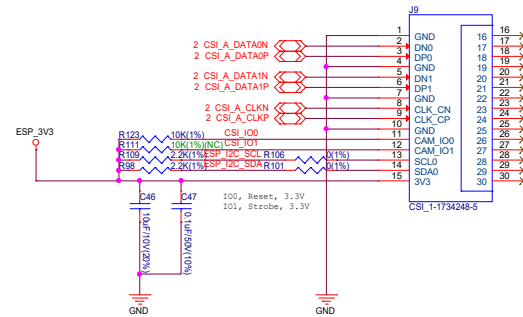 J9
1 GND 16 16
2 CSI_A_DATA0N 2 DN0 17 17
2 CSI_A_DATA0P 3 DP0 18 18
4 GND 19 19
2 CSI_A_DATA1N 5 DN1 20 20
2 CSI_A_DATA1P 6 DP1 21 21
7 GND 22 22
2 CSI_A_CLKN 8 CLK_CN 23 23
2 CSI_A_CLKP 9 CLK_CP 24 24
10 GND 25 25
ESP_3V3
R123 10K(1%) CSI_IO0 11 CAM_IO0 26 26
R111 10K(1%)(NC) CSI_IO1 12 CAM_IO1 27 27
R109 2.2K(1%) ESP_I2C_SCL R106 0(1%) 13 SCL0 28 28
R98 2.2K(1%) ESP_I2C_SDA R101 0(1%) 14 SDA0 29 29
15 3V3 30 30
CSI_1-1734248-5
C46 10uF/10V(20%)
C47 0.1uF/50V(10%)
IO0, Reset, 3.3V
IO1, Strobe, 3.3V
GND
GND